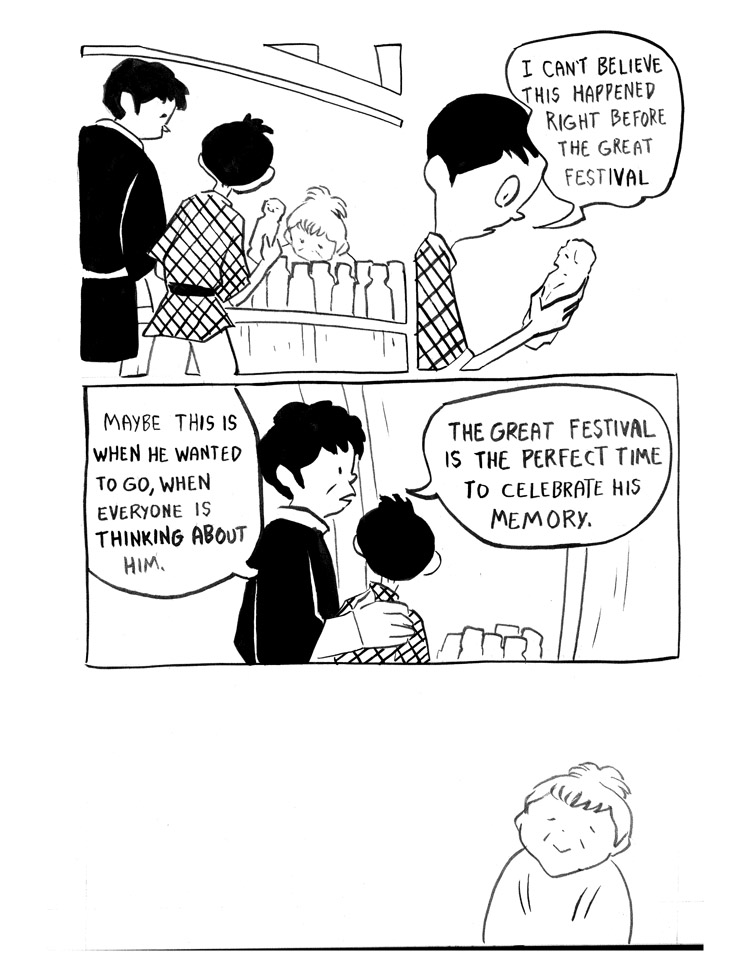 I CAN'T BELIEVE
THIS HAPPENED
RIGHT BEFORE
THE GREAT
FESTIVAL
MAYBE THIS IS
WHEN HE WANTED
TO GO, WHEN
EVERYONE IS
THINKING ABOUT
HIM.
THE GREAT FESTIVAL
IS THE PERFECT TIME
TO CELEBRATE HIS
MEMORY.